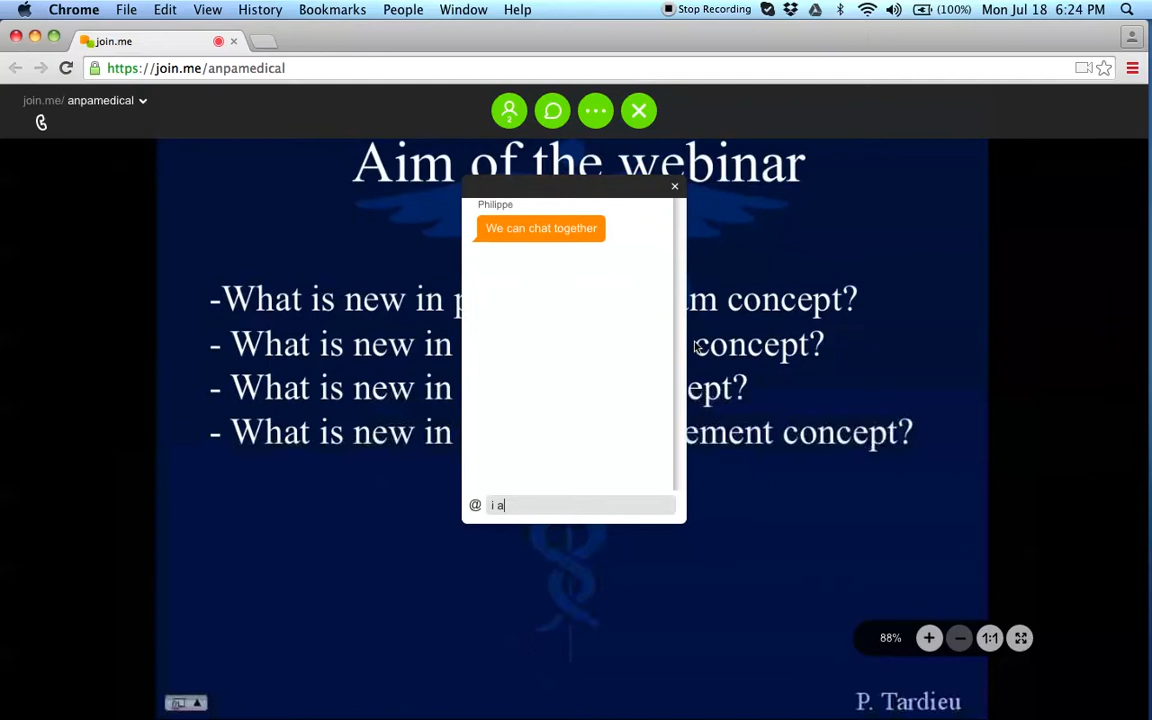 Chrome File Edit View History Bookmarks People Window Help Stop Recording (100%) Mon Jul 18 6:24 PM
join.me
https://join.me/anpamedical
join.me/ anpamedical
2
Aim of the webinar
Philippe
We can chat together
-What is new in p m concept?
- What is new in concept?
- What is new in ept?
- What is new in ement concept?
@ i a
88% + − 1:1
P. Tardieu